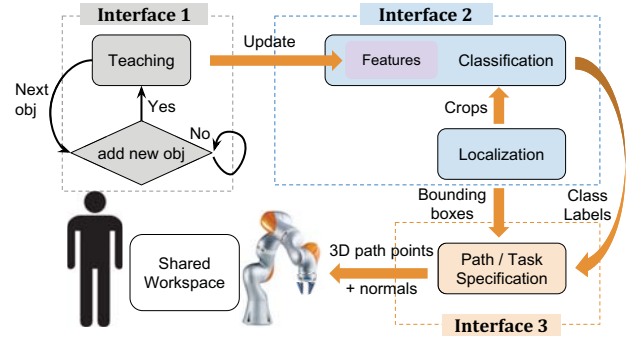 Interface 1
Interface 2
Teaching
Update
Features
Classification
Next
obj
Yes
No
Crops
add new obj
Localization
Bounding
boxes
Class
Labels
Shared
Workspace
3D path points
+ normals
Path / Task
Specification
Interface 3